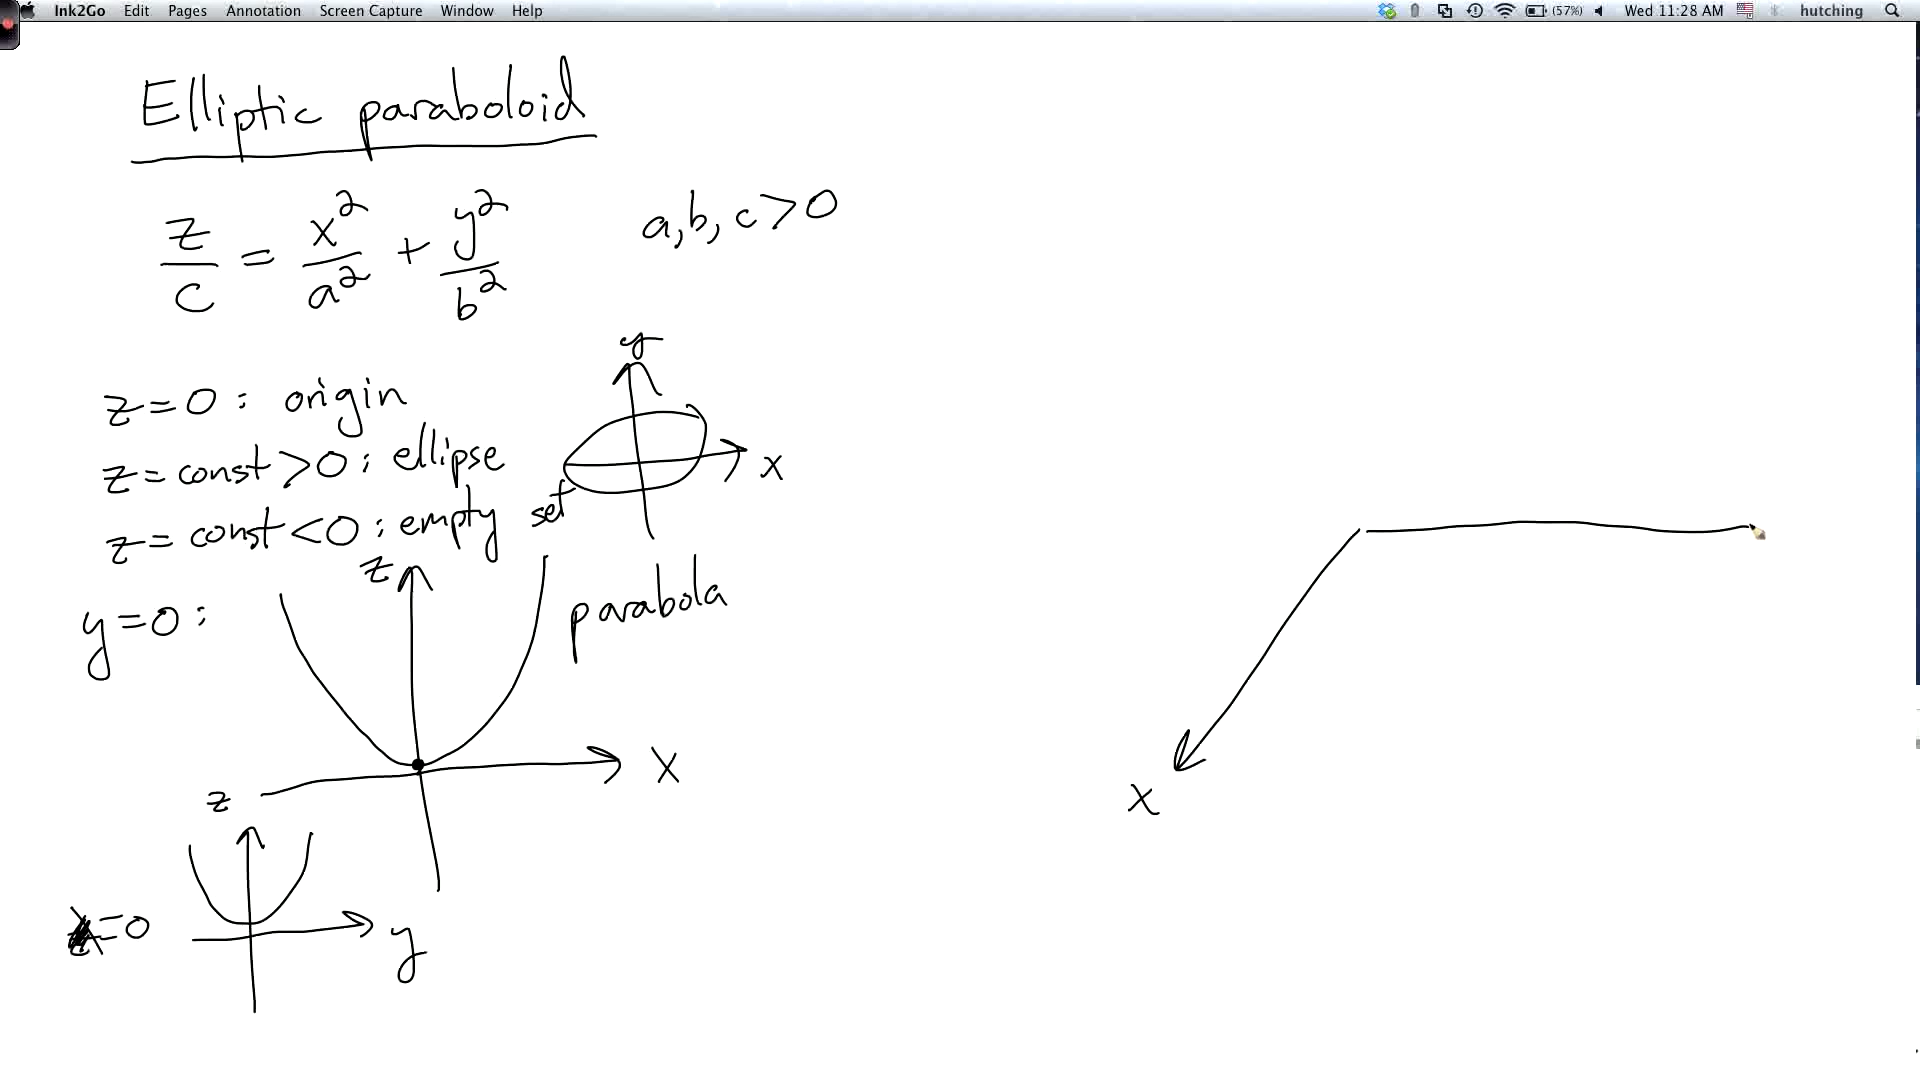 Ink2Go Edit Pages Annotation Screen Capture Window Help (57%) Wed 11:28 AM hutching
Elliptic paraboloid
z/c = x²/a² + y²/b² a, b, c > 0
y
x
z = 0 : origin
z = const > 0 : ellipse
z = const < 0 : empty set
y = 0 :
z
x
parabola
z
y
x = 0
x